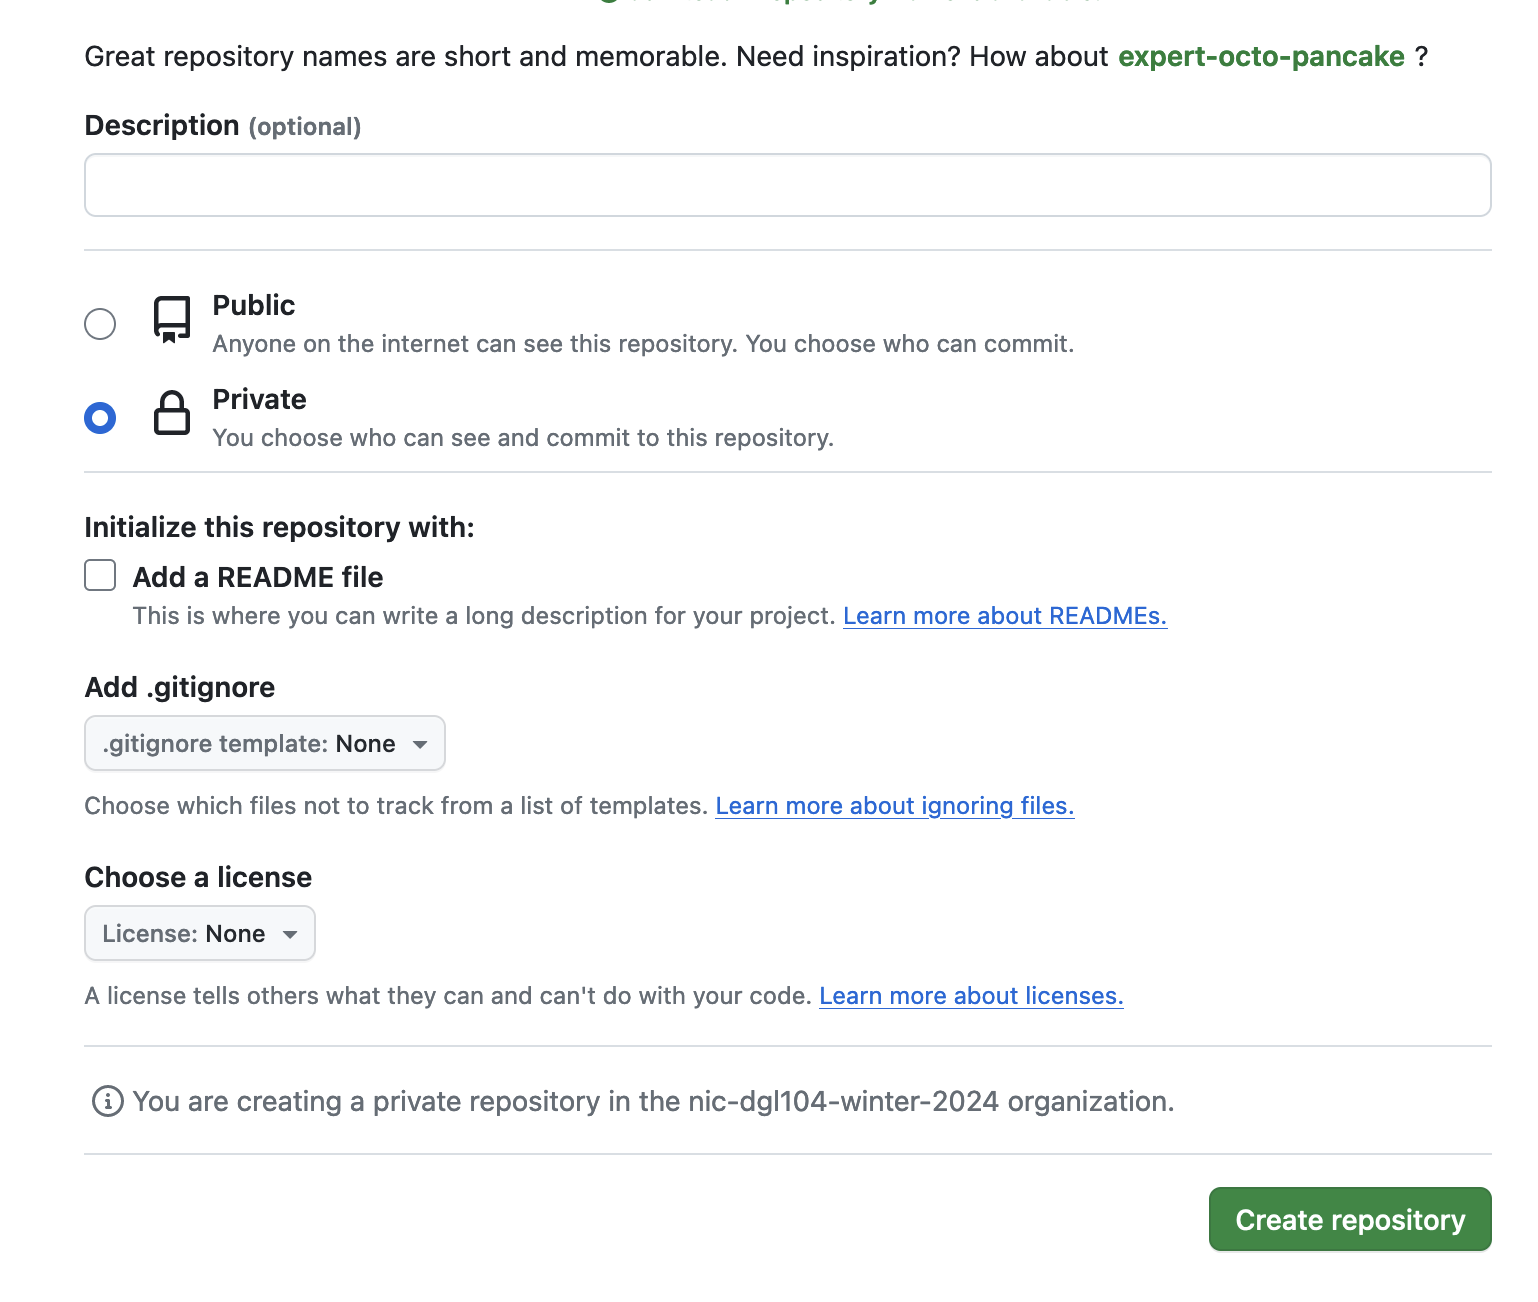 Great repository names are short and memorable. Need inspiration? How about expert-octo-pancake ?
Description (optional)
Public
Anyone on the internet can see this repository. You choose who can commit.
Private
You choose who can see and commit to this repository.
Initialize this repository with:
Add a README file
This is where you can write a long description for your project. Learn more about READMEs.
Add .gitignore
.gitignore template: None
Choose which files not to track from a list of templates. Learn more about ignoring files.
Choose a license
License: None
A license tells others what they can and can't do with your code. Learn more about licenses.
You are creating a private repository in the nic-dgl104-winter-2024 organization.
Create repository